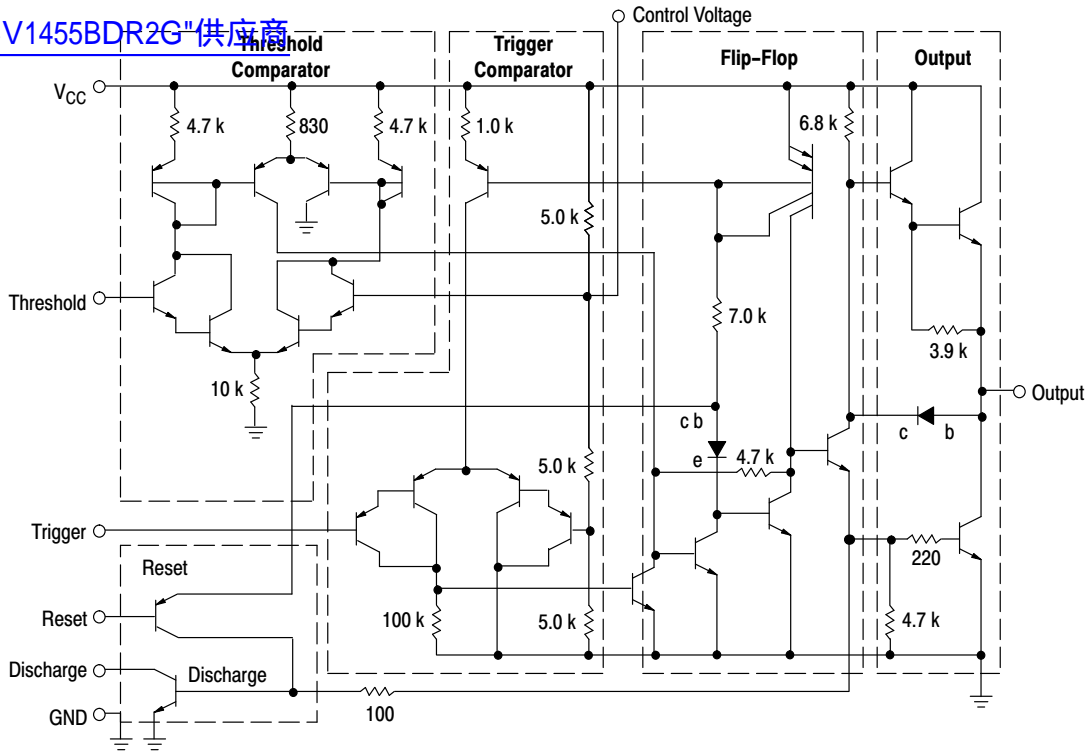 V1455BDR2G"供应商
Control Voltage
Threshold
Comparator
Trigger
Comparator
Flip−Flop
Output
VCC
4.7 k
830
4.7 k
1.0 k
6.8 k
5.0 k
Threshold
7.0 k
3.9 k
10 k
Output
c b
c
b
e
4.7 k
5.0 k
Trigger
220
Reset
Reset
100 k
5.0 k
4.7 k
Discharge
Discharge
GND
100